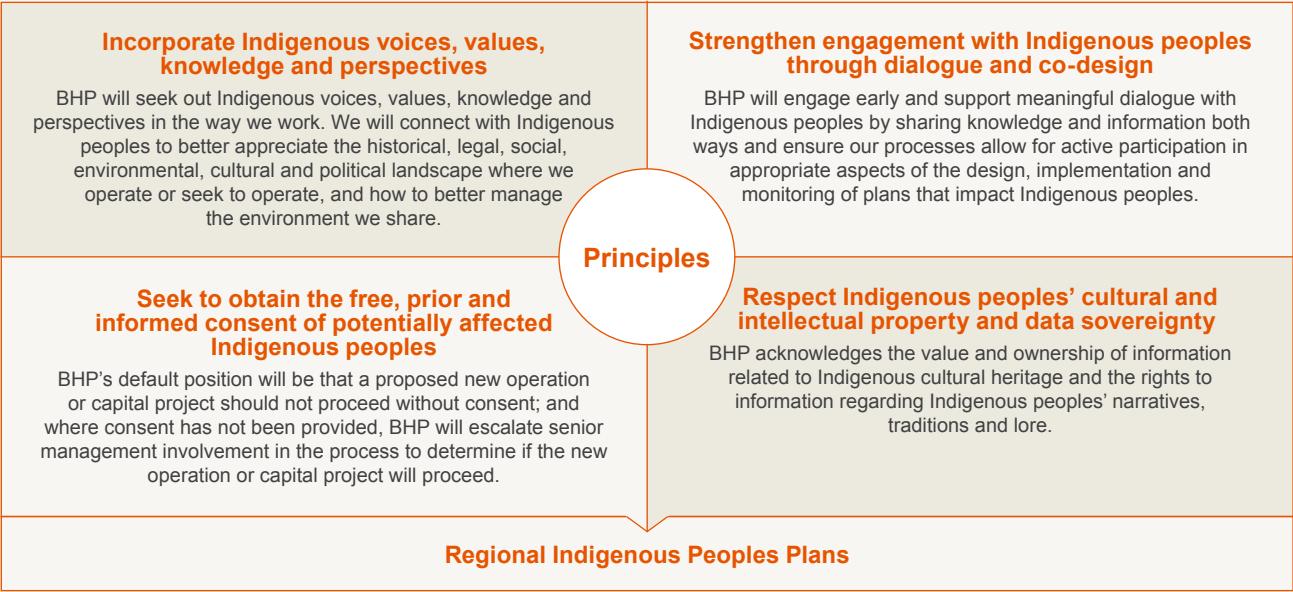 Incorporate Indigenous voices, values,
knowledge and perspectives
BHP will seek out Indigenous voices, values, knowledge and
perspectives in the way we work. We will connect with Indigenous
peoples to better appreciate the historical, legal, social,
environmental, cultural and political landscape where we
operate or seek to operate, and how to better manage
the environment we share.
Strengthen engagement with Indigenous peoples
through dialogue and co-design
BHP will engage early and support meaningful dialogue with
Indigenous peoples by sharing knowledge and information both
ways and ensure our processes allow for active participation in
appropriate aspects of the design, implementation and
monitoring of plans that impact Indigenous peoples.
Principles
Seek to obtain the free, prior and
informed consent of potentially affected
Indigenous peoples
BHP’s default position will be that a proposed new operation
or capital project should not proceed without consent; and
where consent has not been provided, BHP will escalate senior
management involvement in the process to determine if the new
operation or capital project will proceed.
Respect Indigenous peoples’ cultural and
intellectual property and data sovereignty
BHP acknowledges the value and ownership of information
related to Indigenous cultural heritage and the rights to
information regarding Indigenous peoples’ narratives,
traditions and lore.
Regional Indigenous Peoples Plans